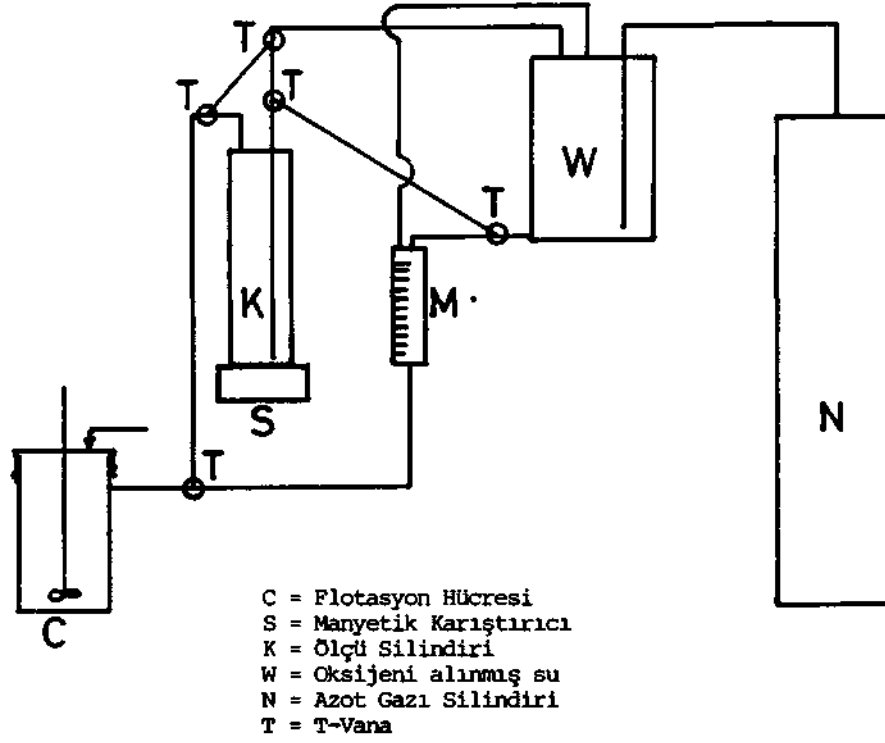 T
T
T
W
T
K
M
N
S
T
C
C = Flotasyon Hücresi
S = Manyetik Karıştırıcı
K = Ölçü Silindiri
W = Oksijeni alınmış su
N = Azot Gazı Silindiri
T = T-Vana